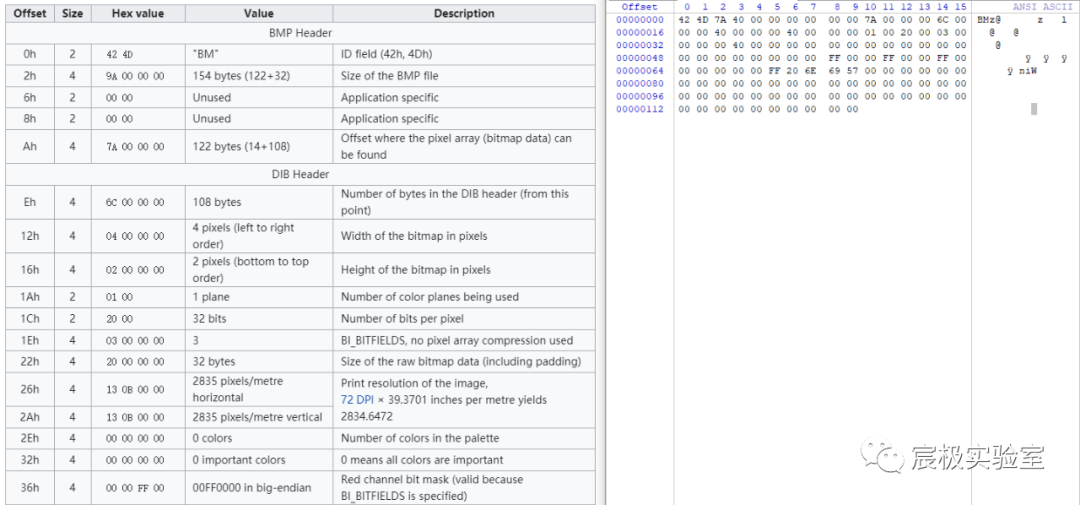 Offset Size Hex value Value Description
BMP Header
0h 2 42 4D "BM" ID field (42h, 4Dh)
2h 4 9A 00 00 00 154 bytes (122+32) Size of the BMP file
6h 2 00 00 Unused Application specific
8h 2 00 00 Unused Application specific
Ah 4 7A 00 00 00 122 bytes (14+108) Offset where the pixel array (bitmap data) can
be found
DIB Header
Eh 4 6C 00 00 00 108 bytes Number of bytes in the DIB header (from this
point)
12h 4 04 00 00 00 4 pixels (left to right
order) Width of the bitmap in pixels
16h 4 02 00 00 00 2 pixels (bottom to top
order) Height of the bitmap in pixels
1Ah 2 01 00 1 plane Number of color planes being used
1Ch 2 20 00 32 bits Number of bits per pixel
1Eh 4 03 00 00 00 3 BI_BITFIELDS, no pixel array compression used
22h 4 20 00 00 00 32 bytes Size of the raw bitmap data (including padding)
26h 4 13 0B 00 00 2835 pixels/metre
horizontal Print resolution of the image,
72 DPI × 39.3701 inches per metre yields
2Ah 4 13 0B 00 00 2835 pixels/metre vertical 2834.6472
2Eh 4 00 00 00 00 0 colors Number of colors in the palette
32h 4 00 00 00 00 0 important colors 0 means all colors are important
36h 4 00 00 FF 00 00FF0000 in big-endian Red channel bit mask (valid because
BI_BITFIELDS is specified)
Offset 0 1 2 3 4 5 6 7 8 9 10 11 12 13 14 15 ANSI ASCII
00000000 42 4D 7A 40 00 00 00 00 00 00 7A 00 00 00 6C 00 BMz@ z l
00000016 00 00 40 00 00 00 40 00 00 00 01 00 20 00 03 00 @ @
00000032 00 00 00 40 00 00 00 00 00 00 00 00 00 00 00 00 @
00000048 00 00 00 00 00 00 00 00 FF 00 00 FF 00 00 FF 00 ÿ ÿ ÿ
00000064 00 00 00 00 00 FF 20 6E 69 57 00 00 00 00 00 00 ÿ niW
00000080 00 00 00 00 00 00 00 00 00 00 00 00 00 00 00 00
00000096 00 00 00 00 00 00 00 00 00 00 00 00 00 00 00 00
00000112 00 00 00 00 00 00 00 00 00 00
宸极实验室